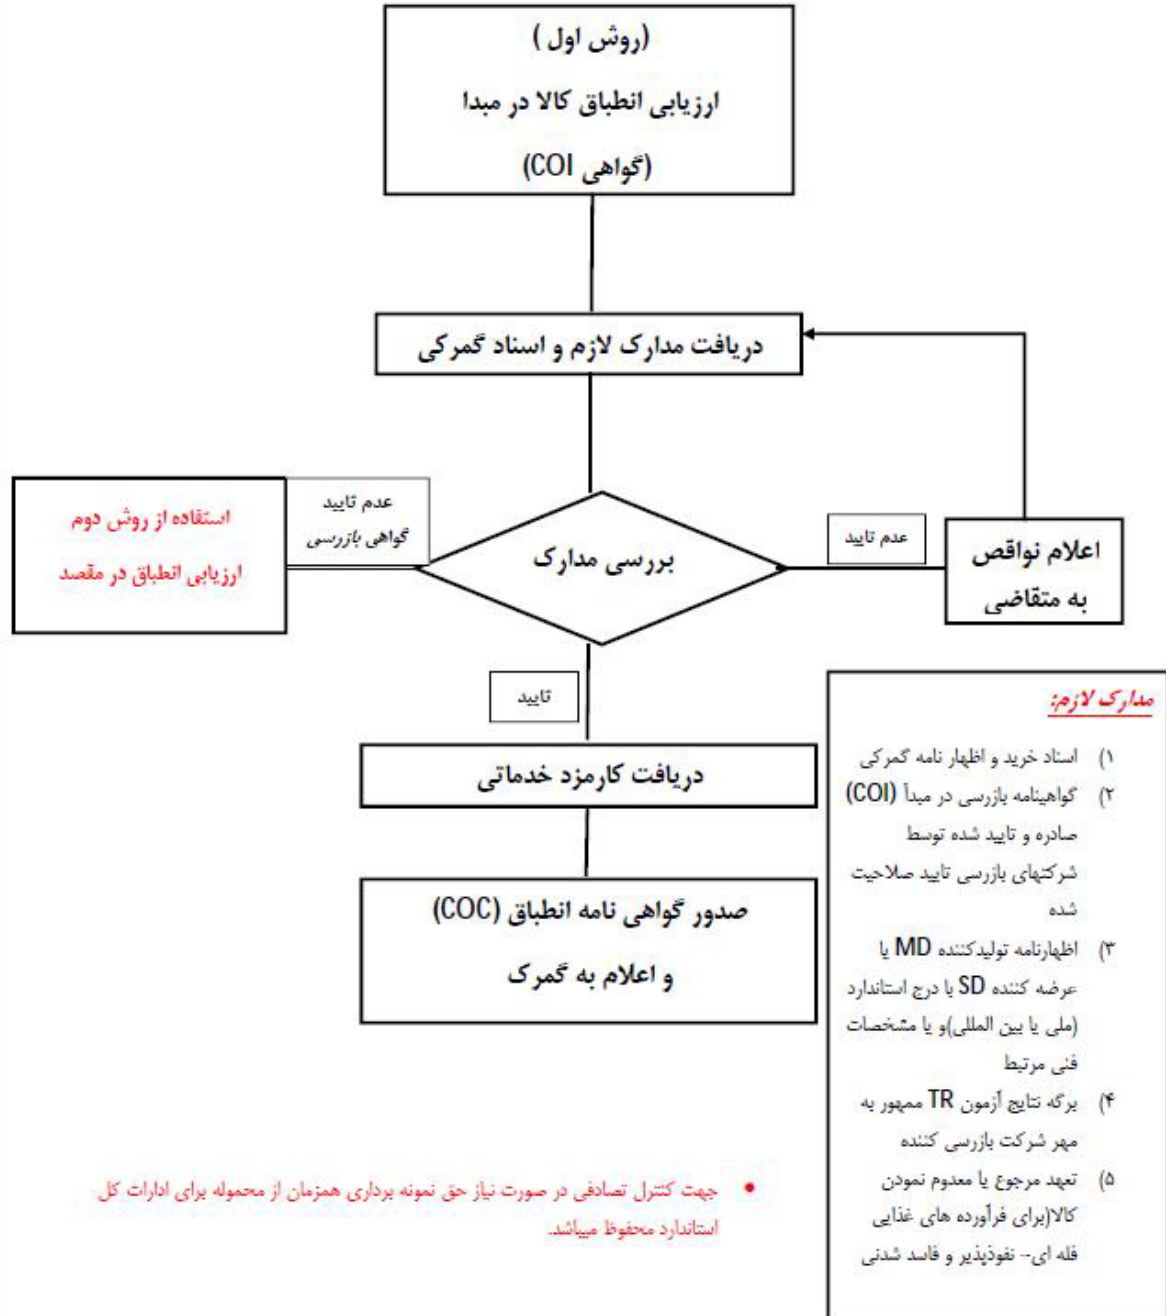 (روش اول )
ارزیابی انطباق کالا در مبدا
(گواهی COI)
دریافت مدارک لازم و اسناد گمرکی
استفاده از روش دوم
ارزیابی انطباق در مقصد
عدم تایید
گواهی بازرسی
بررسی مدارک
عدم تایید
اعلام نواقص
به متقاضی
تایید
دریافت کارمزد خدماتی
صدور گواهی نامه انطباق (COC)
و اعلام به گمرک
مدارک لازم:
۱) اسناد خرید و اظهار نامه گمرکی
۲) گواهینامه بازرسی در مبدأ (COI)
صادره و تایید شده توسط
شرکتهای بازرسی تایید صلاحیت
شده
۳) اظهارنامه تولیدکننده MD یا
عرضه کننده SD با درج استاندارد
(ملی یا بین المللی)و یا مشخصات
فنی مرتبط
۴) برگه نتایج آزمون TR ممهور به
مهر شرکت بازرسی کننده
۵) تعهد مرجوع یا معدوم نمودن
کالا(برای فرآورده های غذایی
فله ای-- نفوذپذیر و فاسد شدنی
• جهت کنترل تصادفی در صورت نیاز حق نمونه برداری همزمان از محموله برای ادارات کل
استاندارد محفوظ میباشد.